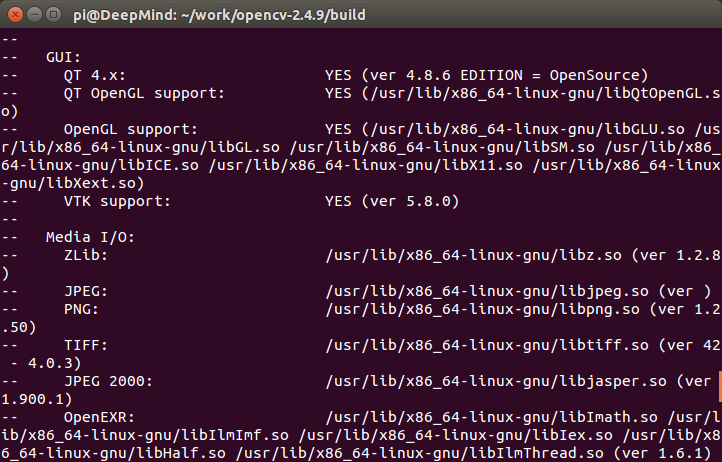 pi@DeepMind: ~/work/opencv-2.4.9/build
--
--   GUI:
--     QT 4.x:                      YES (ver 4.8.6 EDITION = OpenSource)
--     QT OpenGL support:           YES (/usr/lib/x86_64-linux-gnu/libQtOpenGL.s
o)
--     OpenGL support:              YES (/usr/lib/x86_64-linux-gnu/libGLU.so /us
r/lib/x86_64-linux-gnu/libGL.so /usr/lib/x86_64-linux-gnu/libSM.so /usr/lib/x86_
64-linux-gnu/libICE.so /usr/lib/x86_64-linux-gnu/libX11.so /usr/lib/x86_64-linux
-gnu/libXext.so)
--     VTK support:                 YES (ver 5.8.0)
--
--   Media I/O:
--     ZLib:                        /usr/lib/x86_64-linux-gnu/libz.so (ver 1.2.8
)
--     JPEG:                        /usr/lib/x86_64-linux-gnu/libjpeg.so (ver )
--     PNG:                         /usr/lib/x86_64-linux-gnu/libpng.so (ver 1.2
.50)
--     TIFF:                        /usr/lib/x86_64-linux-gnu/libtiff.so (ver 42
 - 4.0.3)
--     JPEG 2000:                   /usr/lib/x86_64-linux-gnu/libjasper.so (ver
1.900.1)
--     OpenEXR:                     /usr/lib/x86_64-linux-gnu/libImath.so /usr/l
ib/x86_64-linux-gnu/libIlmImf.so /usr/lib/x86_64-linux-gnu/libIex.so /usr/lib/x8
6_64-linux-gnu/libHalf.so /usr/lib/x86_64-linux-gnu/libIlmThread.so (ver 1.6.1)